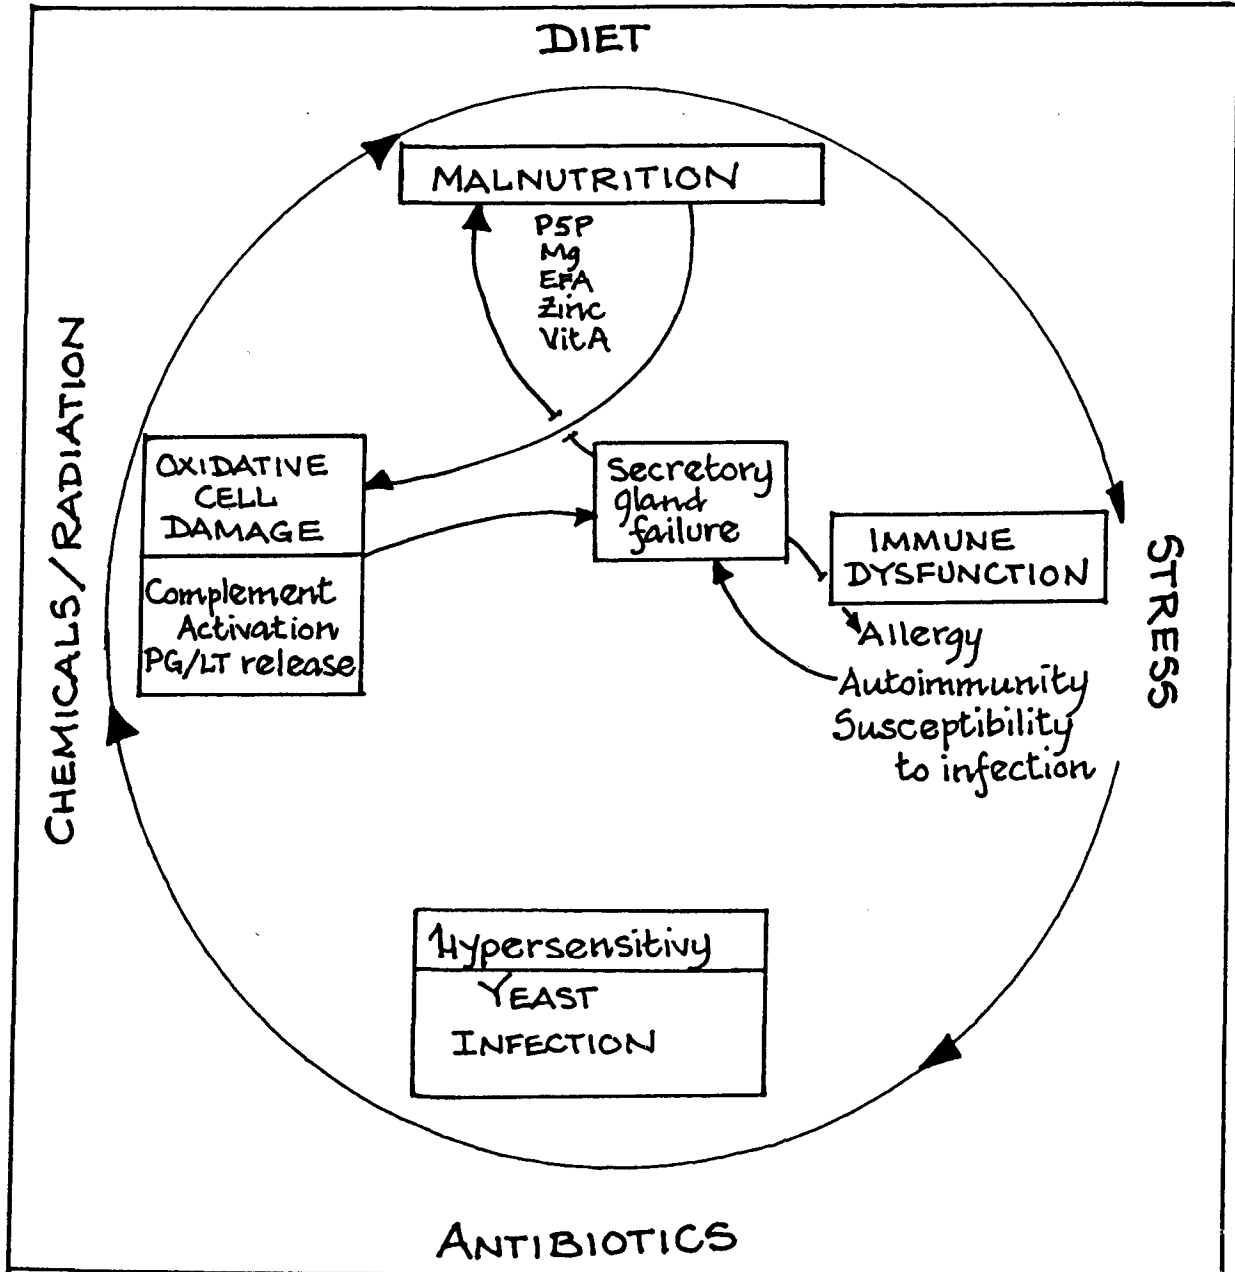 DIET
MALNUTRITION
P5P
Mg
EFA
Zinc
Vit A
CHEMICALS/RADIATION
OXIDATIVE
CELL
DAMAGE
Complement
Activation
PG/LT release
Secretory
gland
failure
IMMUNE
DYSFUNCTION
Allergy
Autoimmunity
Susceptibility
to infection
STRESS
Hypersensitivy
YEAST
INFECTION
ANTIBIOTICS